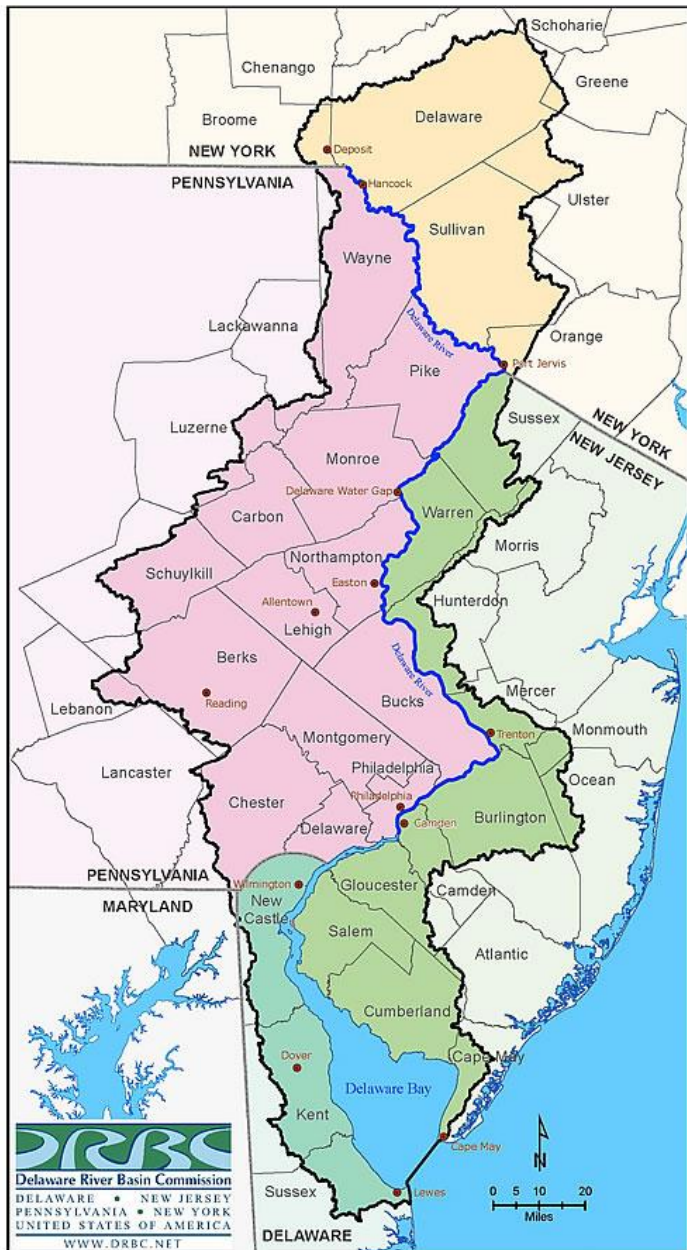 Schoharie
Chenango
Greene
Delaware
Broome
Deposit
NEW YORK
PENNSYLVANIA
Hancock
Ulster
Sullivan
Wayne
Delaware River
Lackawanna
Orange
Port Jervis
Pike
Sussex
NEW YORK
NEW JERSEY
Luzerne
Monroe
Delaware Water Gap
Warren
Carbon
Morris
Northampton
Schuylkill
Easton
Hunterdon
Allentown
Lehigh
Berks
Delaware River
Reading
Bucks
Mercer
Lebanon
Monmouth
Trenton
Montgomery
Lancaster
Philadelphia
Ocean
Chester
Philadelphia
Burlington
Delaware
Camden
Gloucester
PENNSYLVANIA
Wilmington
Camden
MARYLAND
New
Castle
Salem
Atlantic
Cumberland
Cape May
Dover
Delaware Bay
Kent
Cape May
Sussex
Lewes
DELAWARE
0 5 10 20
Miles
N
DRBC
Delaware River Basin Commission
DELAWARE • NEW JERSEY
PENNSYLVANIA • NEW YORK
UNITED STATES OF AMERICA
WWW.DRBC.NET